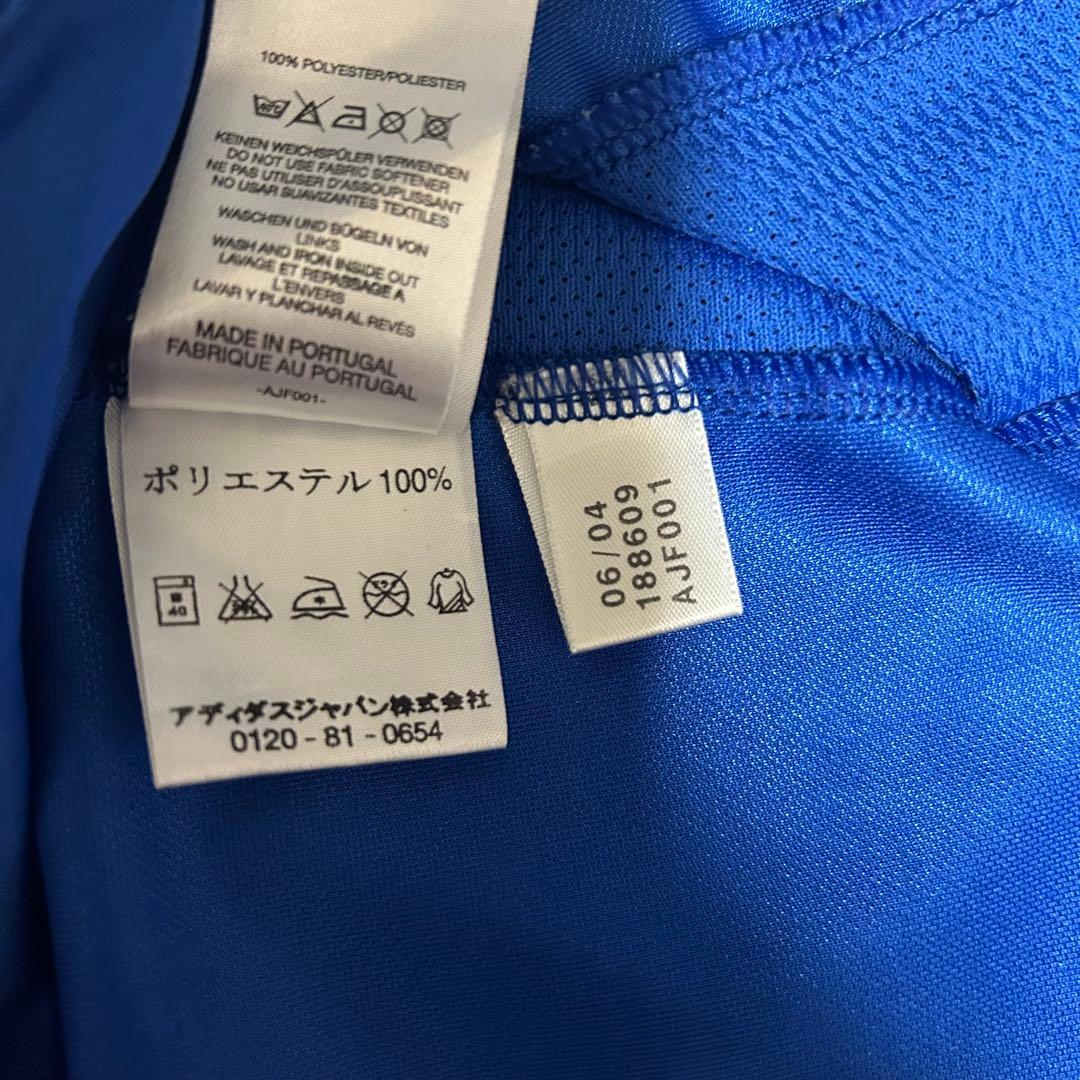 100% POLYESTER/POLIESTER
KEINEN WEICHSPÜLER VERWENDEN
DO NOT USE FABRIC SOFTENER
NE PAS UTILISER D'ASSOUPLISSANT
NO USAR SUAVIZANTES TEXTILES
WASCHEN UND BÜGELN VON
LINKS
WASH AND IRON INSIDE OUT
LAVAGE ET REPASSAGE A
L'ENVERS
LAVAR Y PLANCHAR AL REVÉS
MADE IN PORTUGAL
FABRIQUE AU PORTUGAL
-AJF001-
ポリエステル 100%
40
アディダスジャパン株式会社
0120 - 81 - 0654
06/04
188609
AJF001